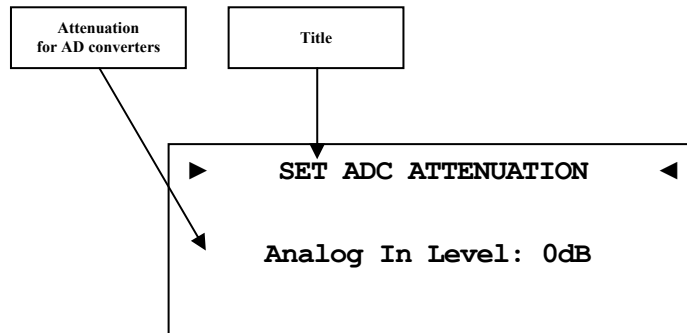 Attenuation
for AD converters
Title
► SET ADC ATTENUATION ◄
Analog In Level: 0dB